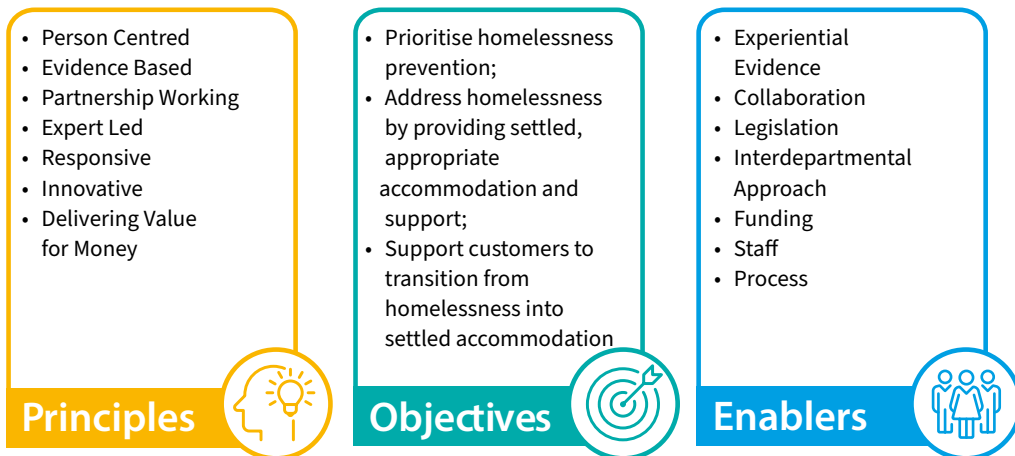 • Person Centred
• Evidence Based
• Partnership Working
• Expert Led
• Responsive
• Innovative
• Delivering Value
for Money
Principles
• Prioritise homelessness
prevention;
• Address homelessness
by providing settled,
appropriate
accommodation and
support;
• Support customers to
transition from
homelessness into
settled accommodation
Objectives
• Experiential
Evidence
• Collaboration
• Legislation
• Interdepartmental
Approach
• Funding
• Staff
• Process
Enablers